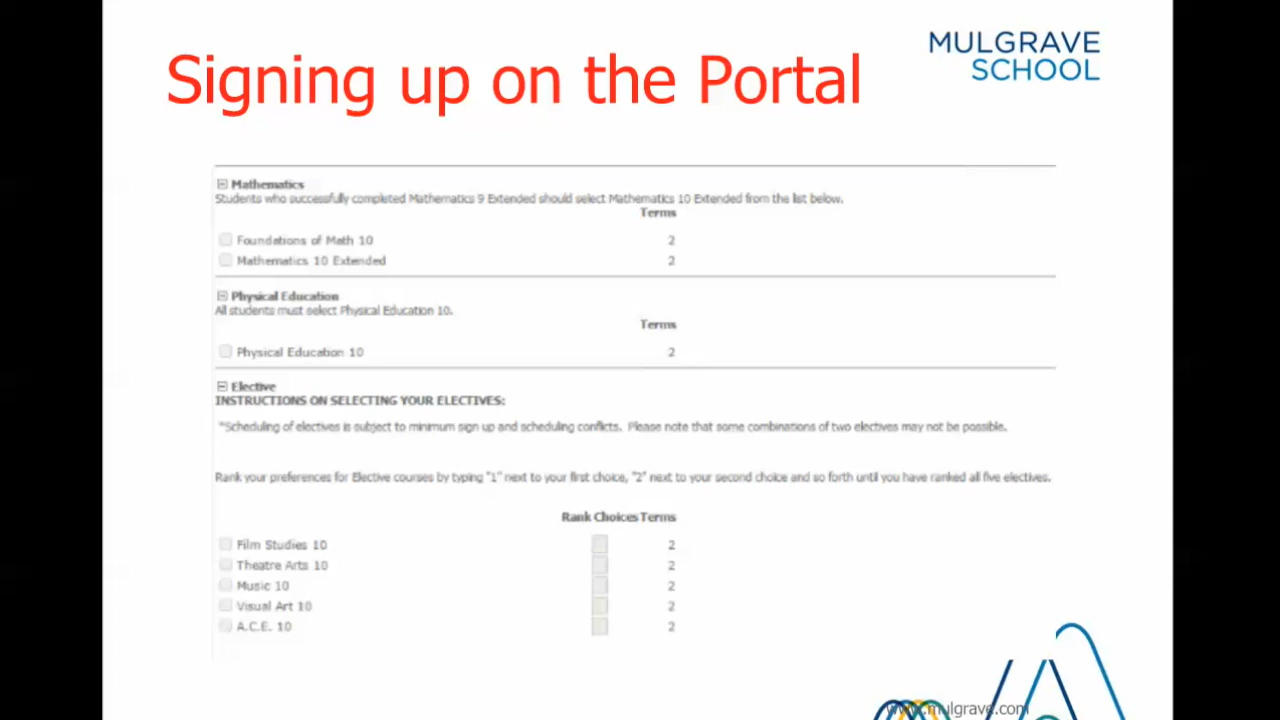 MULGRAVE
SCHOOL
Signing up on the Portal
Mathematics
Students who successfully completed Mathematics 9 Extended should select Mathematics 10 Extended from the list below.
Terms
Foundations of Math 10 2
Mathematics 10 Extended 2
Physical Education
All students must select Physical Education 10.
Terms
Physical Education 10 2
Elective
INSTRUCTIONS ON SELECTING YOUR ELECTIVES:
*Scheduling of electives is subject to minimum sign up and scheduling conflicts. Please note that some combinations of two electives may not be possible.
Rank your preferences for Elective courses by typing "1" next to your first choice, "2" next to your second choice and so forth until you have ranked all five electives.
Rank Choices Terms
Film Studies 10 2
Theatre Arts 10 2
Music 10 2
Visual Art 10 2
A.C.E. 10 2
www.mulgrave.com